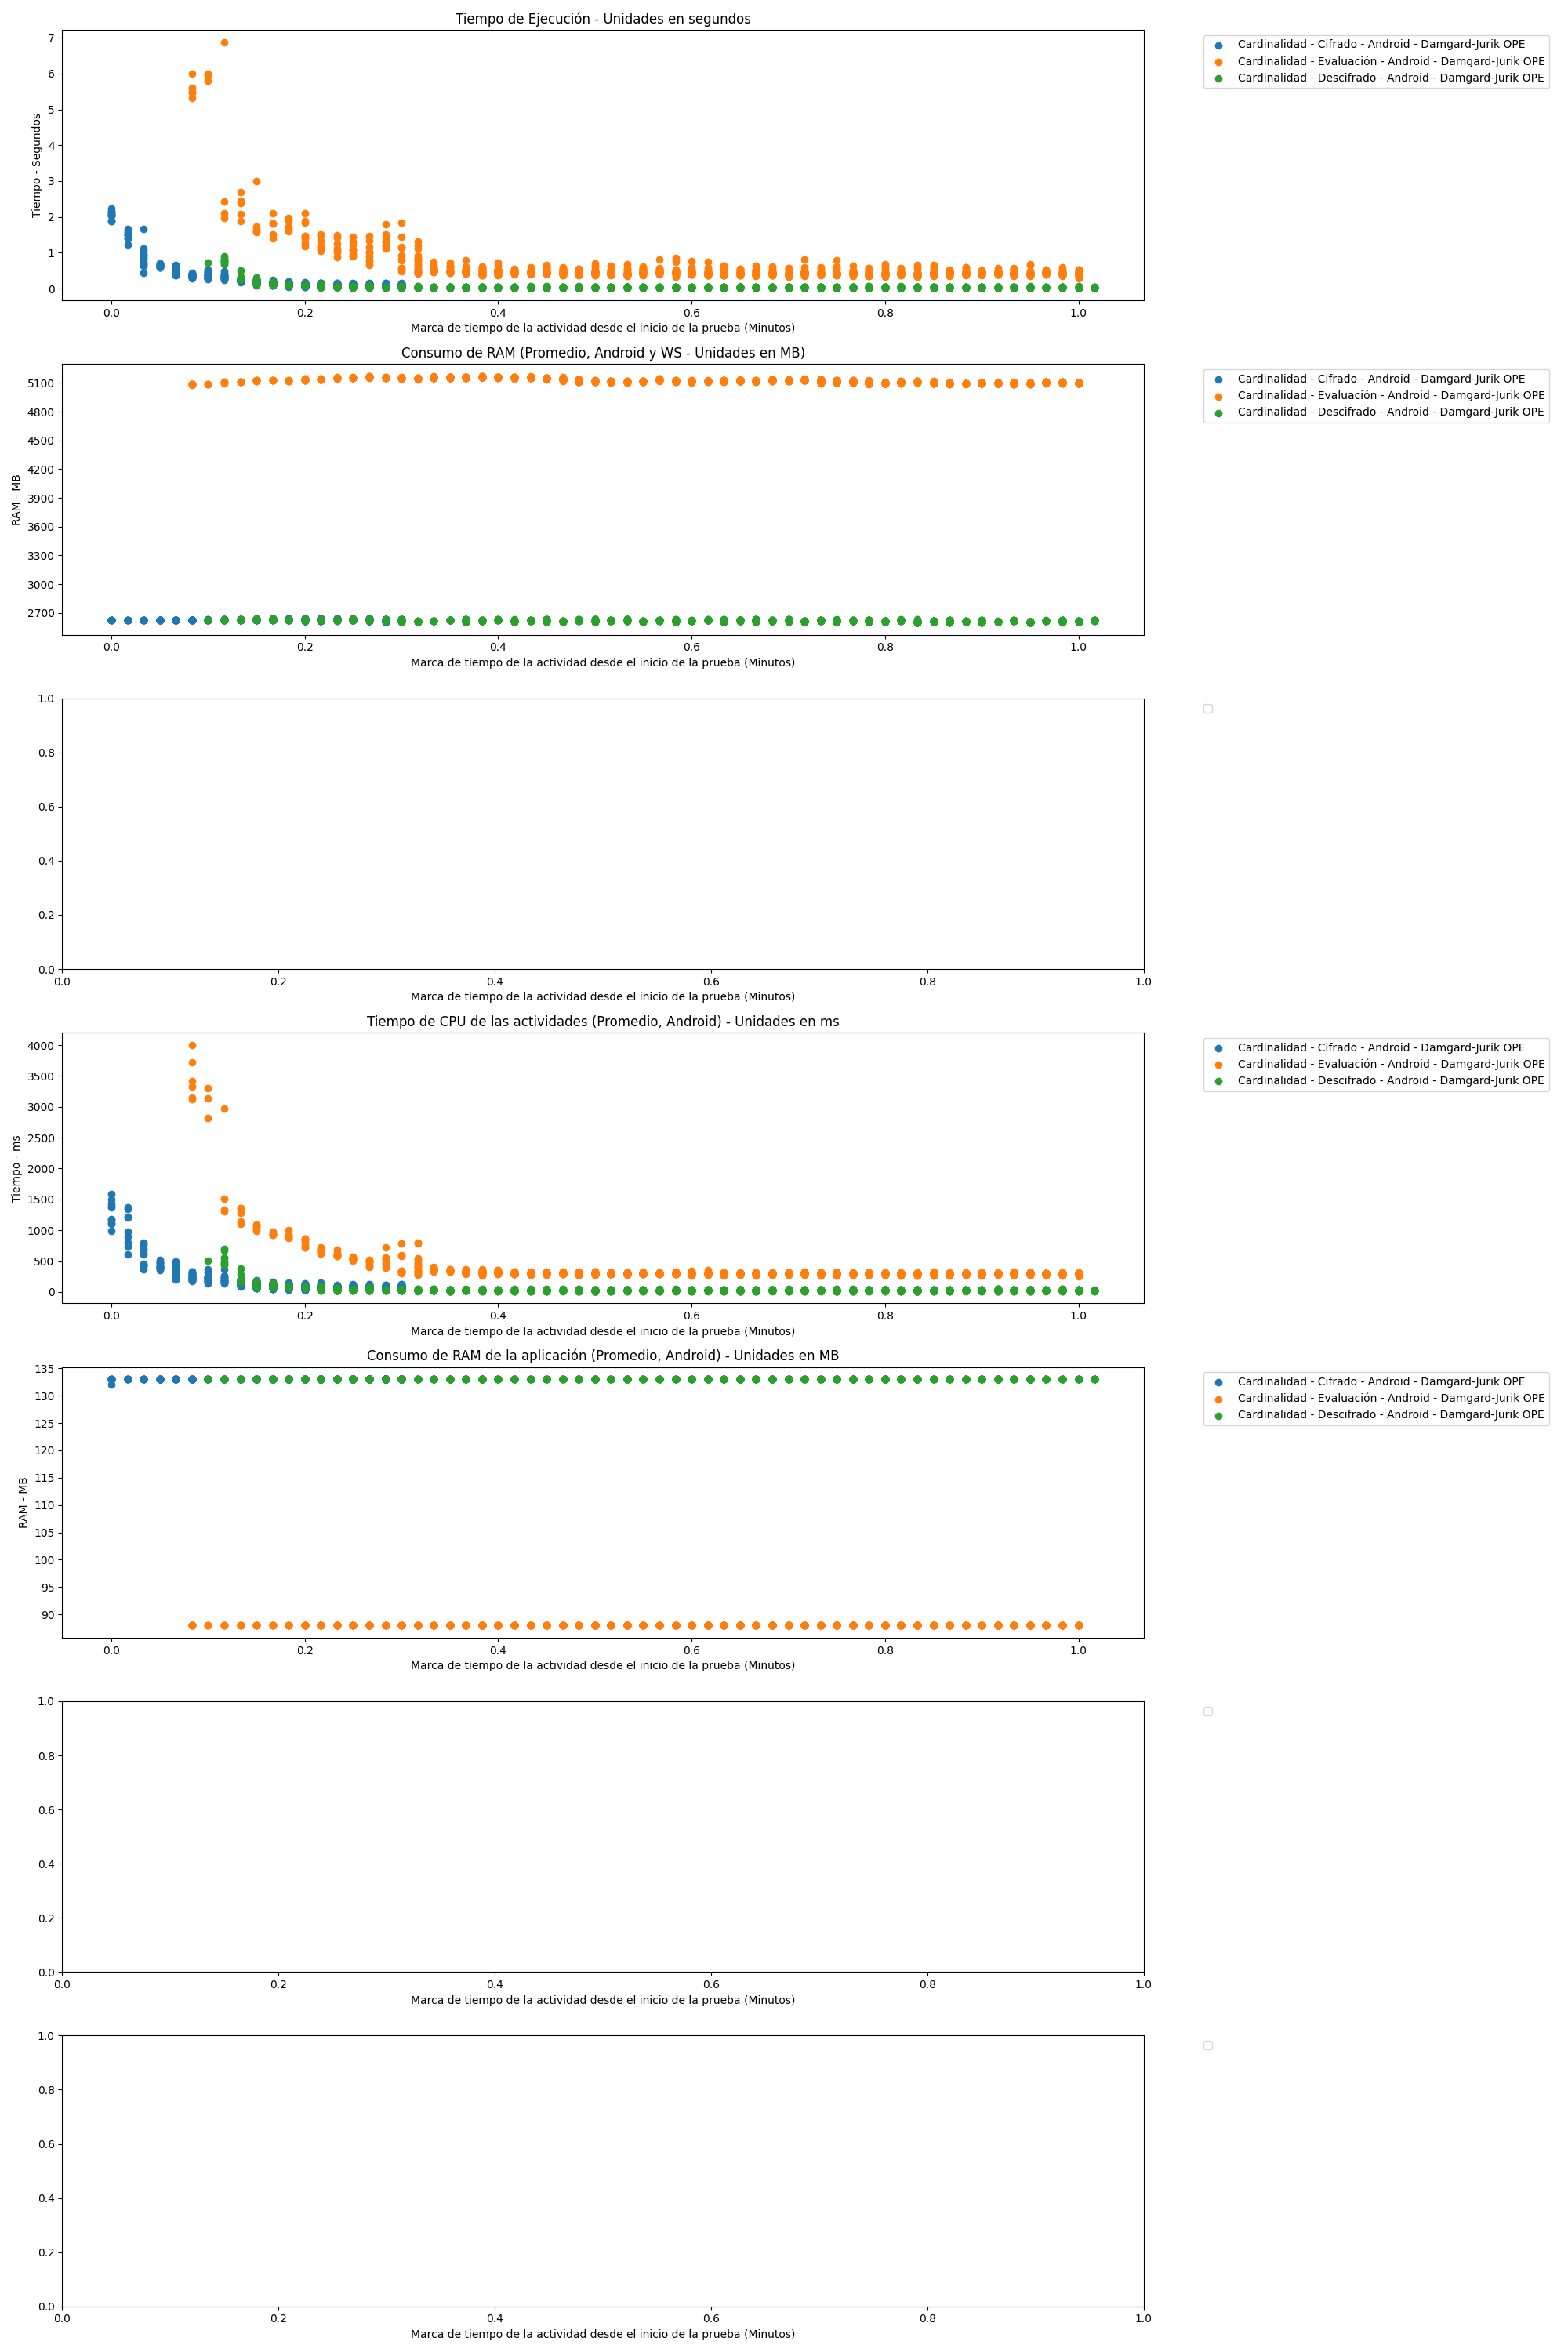 Tiempo de Ejecución - Unidades en segundos
7
6
5
4
3
2
1
0
Tiempo - Segundos
0.0 0.2 0.4 0.6 0.8 1.0
Marca de tiempo de la actividad desde el inicio de la prueba (Minutos)
Cardinalidad - Cifrado - Android - Damgard-Jurik OPE
Cardinalidad - Evaluación - Android - Damgard-Jurik OPE
Cardinalidad - Descifrado - Android - Damgard-Jurik OPE
Consumo de RAM (Promedio, Android y WS - Unidades en MB)
5100
4800
4500
4200
3900
3600
3300
3000
2700
RAM - MB
0.0 0.2 0.4 0.6 0.8 1.0
Marca de tiempo de la actividad desde el inicio de la prueba (Minutos)
Cardinalidad - Cifrado - Android - Damgard-Jurik OPE
Cardinalidad - Evaluación - Android - Damgard-Jurik OPE
Cardinalidad - Descifrado - Android - Damgard-Jurik OPE
1.0
0.8
0.6
0.4
0.2
0.0
0.0 0.2 0.4 0.6 0.8 1.0
Marca de tiempo de la actividad desde el inicio de la prueba (Minutos)
Tiempo de CPU de las actividades (Promedio, Android) - Unidades en ms
4000
3500
3000
2500
2000
1500
1000
500
0
Tiempo - ms
0.0 0.2 0.4 0.6 0.8 1.0
Marca de tiempo de la actividad desde el inicio de la prueba (Minutos)
Cardinalidad - Cifrado - Android - Damgard-Jurik OPE
Cardinalidad - Evaluación - Android - Damgard-Jurik OPE
Cardinalidad - Descifrado - Android - Damgard-Jurik OPE
Consumo de RAM de la aplicación (Promedio, Android) - Unidades en MB
135
130
125
120
115
110
105
100
95
90
RAM - MB
0.0 0.2 0.4 0.6 0.8 1.0
Marca de tiempo de la actividad desde el inicio de la prueba (Minutos)
Cardinalidad - Cifrado - Android - Damgard-Jurik OPE
Cardinalidad - Evaluación - Android - Damgard-Jurik OPE
Cardinalidad - Descifrado - Android - Damgard-Jurik OPE
1.0
0.8
0.6
0.4
0.2
0.0
0.0 0.2 0.4 0.6 0.8 1.0
Marca de tiempo de la actividad desde el inicio de la prueba (Minutos)
1.0
0.8
0.6
0.4
0.2
0.0
0.0 0.2 0.4 0.6 0.8 1.0
Marca de tiempo de la actividad desde el inicio de la prueba (Minutos)